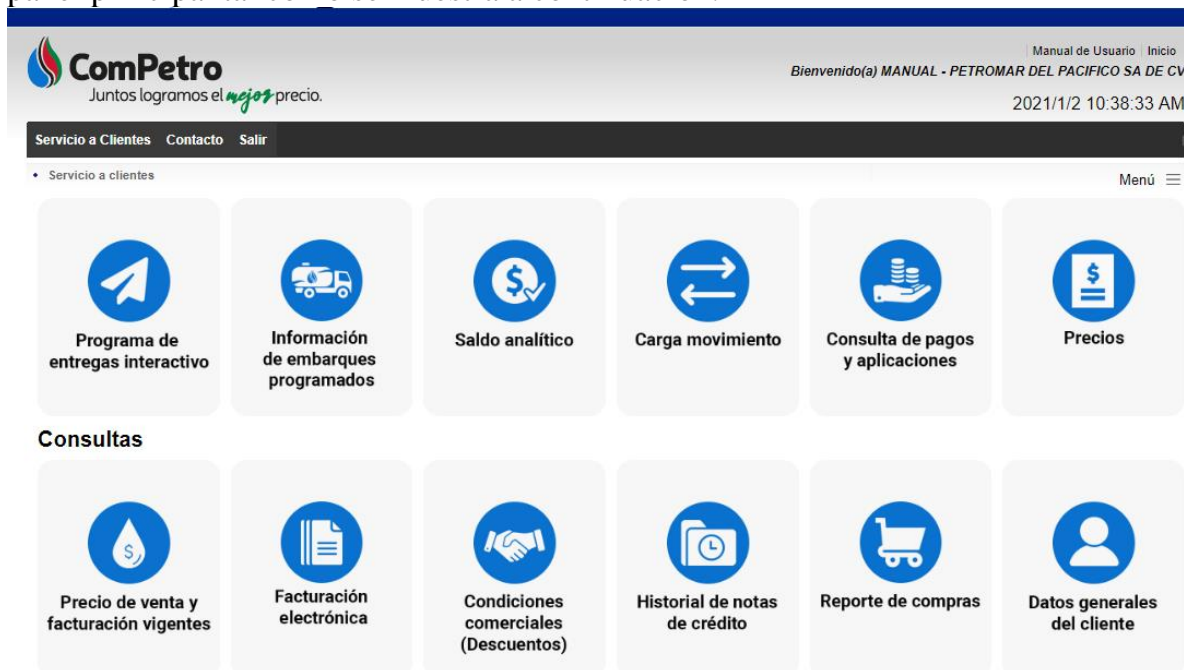 ComPetro
Juntos logramos el mejor precio.
Manual de Usuario Inicio
Bienvenido(a) MANUAL - PETROMAR DEL PACIFICO SA DE CV
2021/1/2 10:38:33 AM
Servicio a Clientes Contacto Salir
• Servicio a clientes
Menú
Programa de
entregas interactivo
Información
de embarques
programados
Saldo analítico
Carga movimiento
Consulta de pagos
y aplicaciones
$
Precios
Consultas
Precio de venta y
facturación vigentes
Facturación
electrónica
Condiciones
comerciales
(Descuentos)
Historial de notas
de crédito
Reporte de compras
Datos generales
del cliente